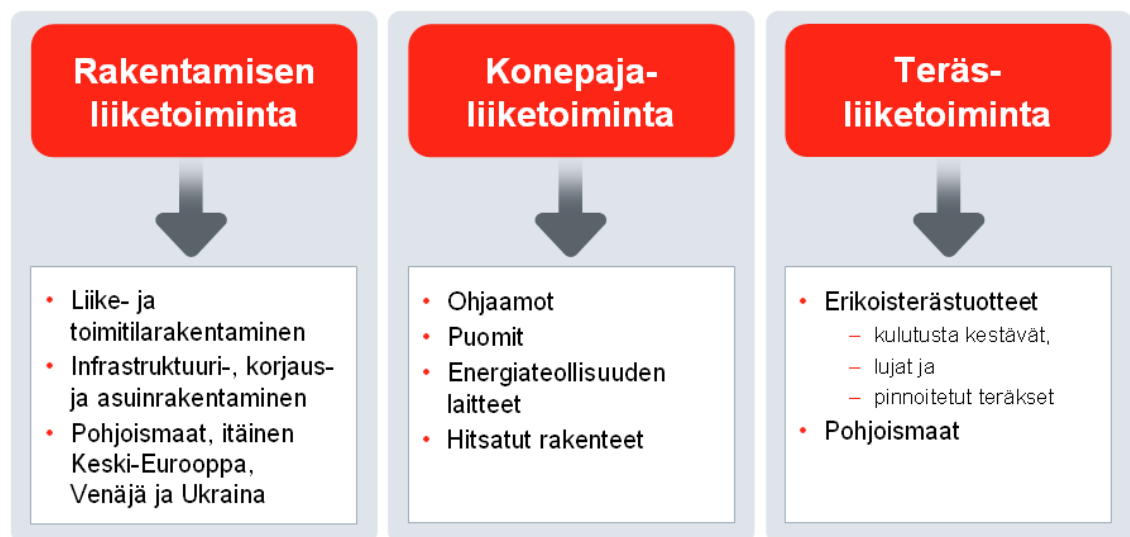 Rakentamisen
liiketoiminta
• Liike- ja
toimitilarakentaminen
• Infrastruktuuri-, korjaus-
ja asuinrakentaminen
• Pohjoismaat, itäinen
Keski-Eurooppa,
Venäjä ja Ukraina
Konepaja-
liiketoiminta
• Ohjaamot
• Puomit
• Energiateollisuuden
laitteet
• Hitsatut rakenteet
Teräs-
liiketoiminta
• Erikoisterästuotteet
– kulutusta kestävät,
– lujat ja
– pinnoitetut teräkset
• Pohjoismaat